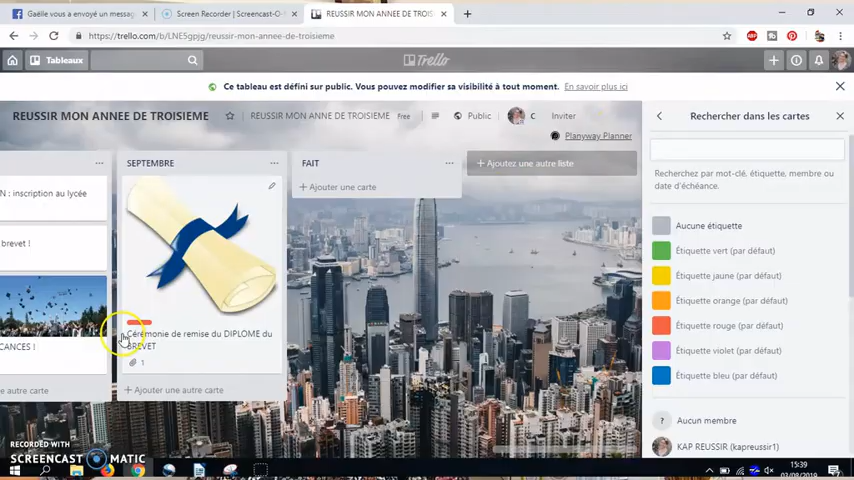 Gaëlle vous a envoyé un messag
Screen Recorder | Screencast-O-M
REUSSIR MON ANNEE DE TROISIE
https://trello.com/b/LNE5gpjg/reussir-mon-annee-de-troisieme
Tableaux
Trello
Ce tableau est défini sur public. Vous pouvez modifier sa visibilité à tout moment. En savoir plus ici
REUSSIR MON ANNEE DE TROISIEME
REUSSIR MON ANNE DE TROISIEME
Free
Public
C
Inviter
Planyway Planner
Rechercher dans les cartes
Recherchez par mot-clé, étiquette, membre ou
date d'échéance.
Aucune étiquette
Étiquette vert (par défaut)
Étiquette jaune (par défaut)
Étiquette orange (par défaut)
Étiquette rouge (par défaut)
Étiquette violet (par défaut)
Étiquette bleu (par défaut)
? Aucun membre
KAP REUSSIR (kapreussir1)
N : inscription au lycée
brevet !
CANCES !
e autre carte
SEPTEMBRE
Cérémonie de remise du DIPLOME du
BREVET
1
+ Ajouter une autre carte
FAIT
+ Ajouter une carte
+ Ajoutez une autre liste
RECORDED WITH
SCREENCAST MATIC
15:39